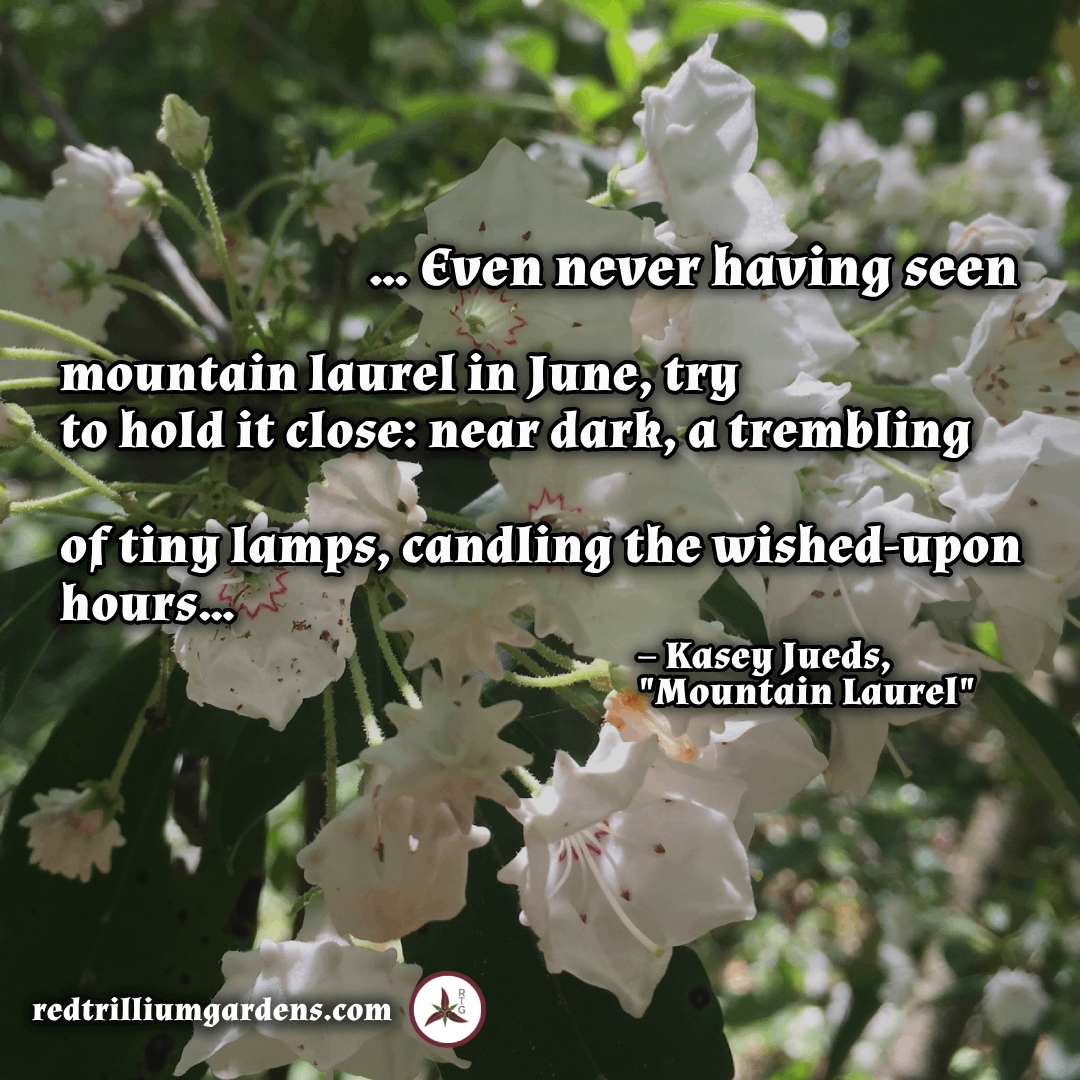 ... Even never having seen
mountain laurel in June, try
to hold it close: near dark, a trembling
of tiny lamps, candling the wished-upon
hours...
– Kasey Jueds,
"Mountain Laurel"
redtrilliumgardens.com
RTG